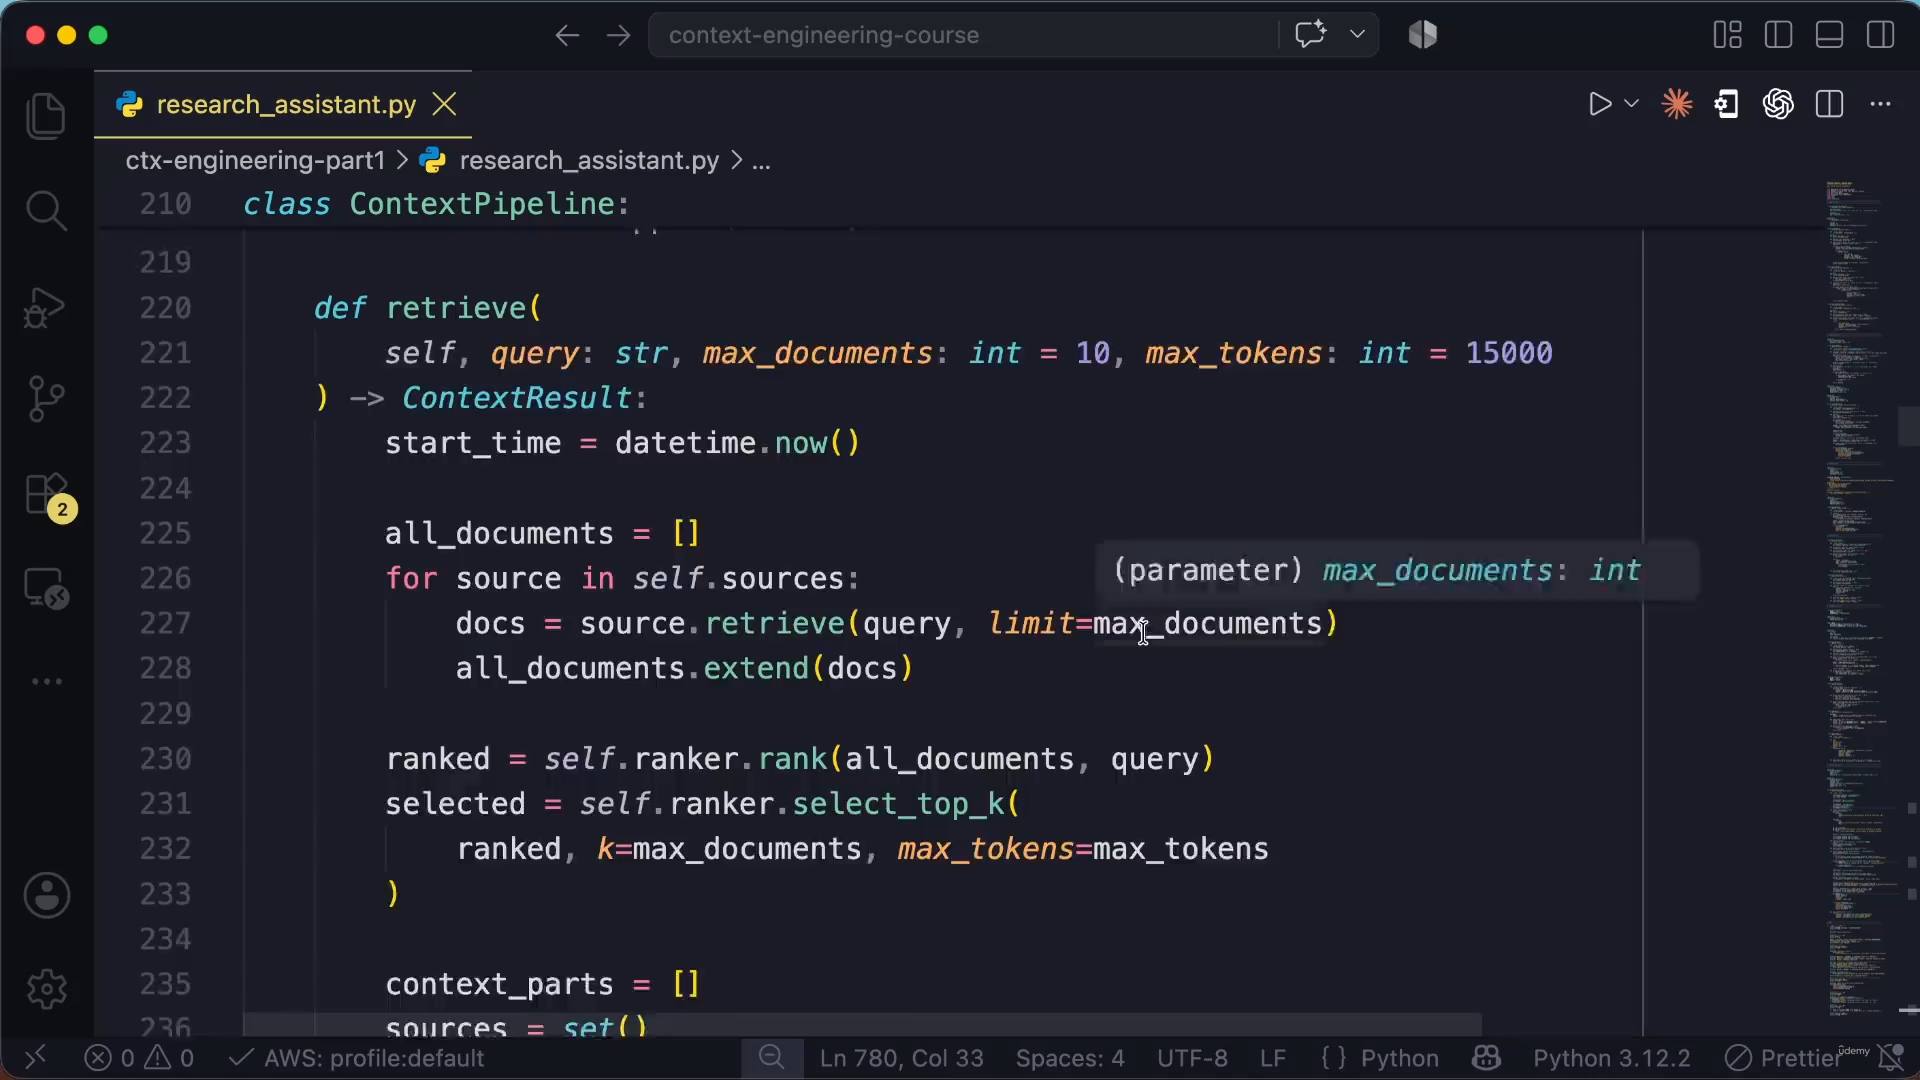 context-engineering-course
research_assistant.py
ctx-engineering-part1 > research_assistant.py > ...
210 class ContextPipeline:
219
220 def retrieve(
221 self, query: str, max_documents: int = 10, max_tokens: int = 15000
222 ) -> ContextResult:
223 start_time = datetime.now()
224
225 all_documents = []
226 for source in self.sources:
(parameter) max_documents: int
227 docs = source.retrieve(query, limit=max_documents)
228 all_documents.extend(docs)
229
230 ranked = self.ranker.rank(all_documents, query)
231 selected = self.ranker.select_top_k(
232 ranked, k=max_documents, max_tokens=max_tokens
233 )
234
235 context_parts = []
236 sources = set()
2
0 0 AWS: profile:default Ln 780, Col 33 Spaces: 4 UTF-8 LF {} Python Python 3.12.2 Prettier
udemy